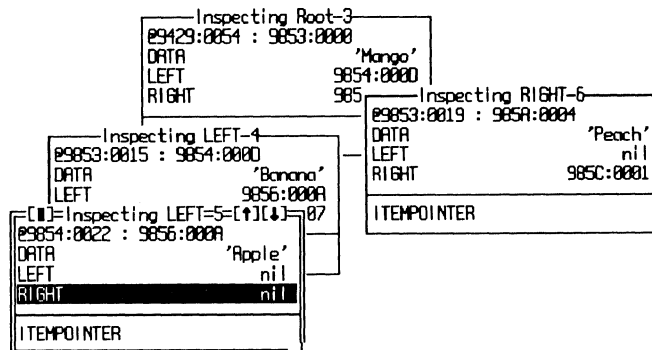 Inspecting Root-3
@9429:0054 : 9853:0000
DATA 'Mango'
LEFT 9854:000D
RIGHT 985
Inspecting RIGHT-6
@9853:0019 : 985A:0004
DATA 'Peach'
LEFT nil
RIGHT 985C:0001
ITEMPOINTER
Inspecting LEFT-4
@9853:0015 : 9854:000D
DATA 'Banana'
LEFT 9856:000A
07
[■]=Inspecting LEFT=5=[↑][↓]
@9854:0022 : 9856:000A
DATA 'Apple'
LEFT nil
RIGHT nil
ITEMPOINTER